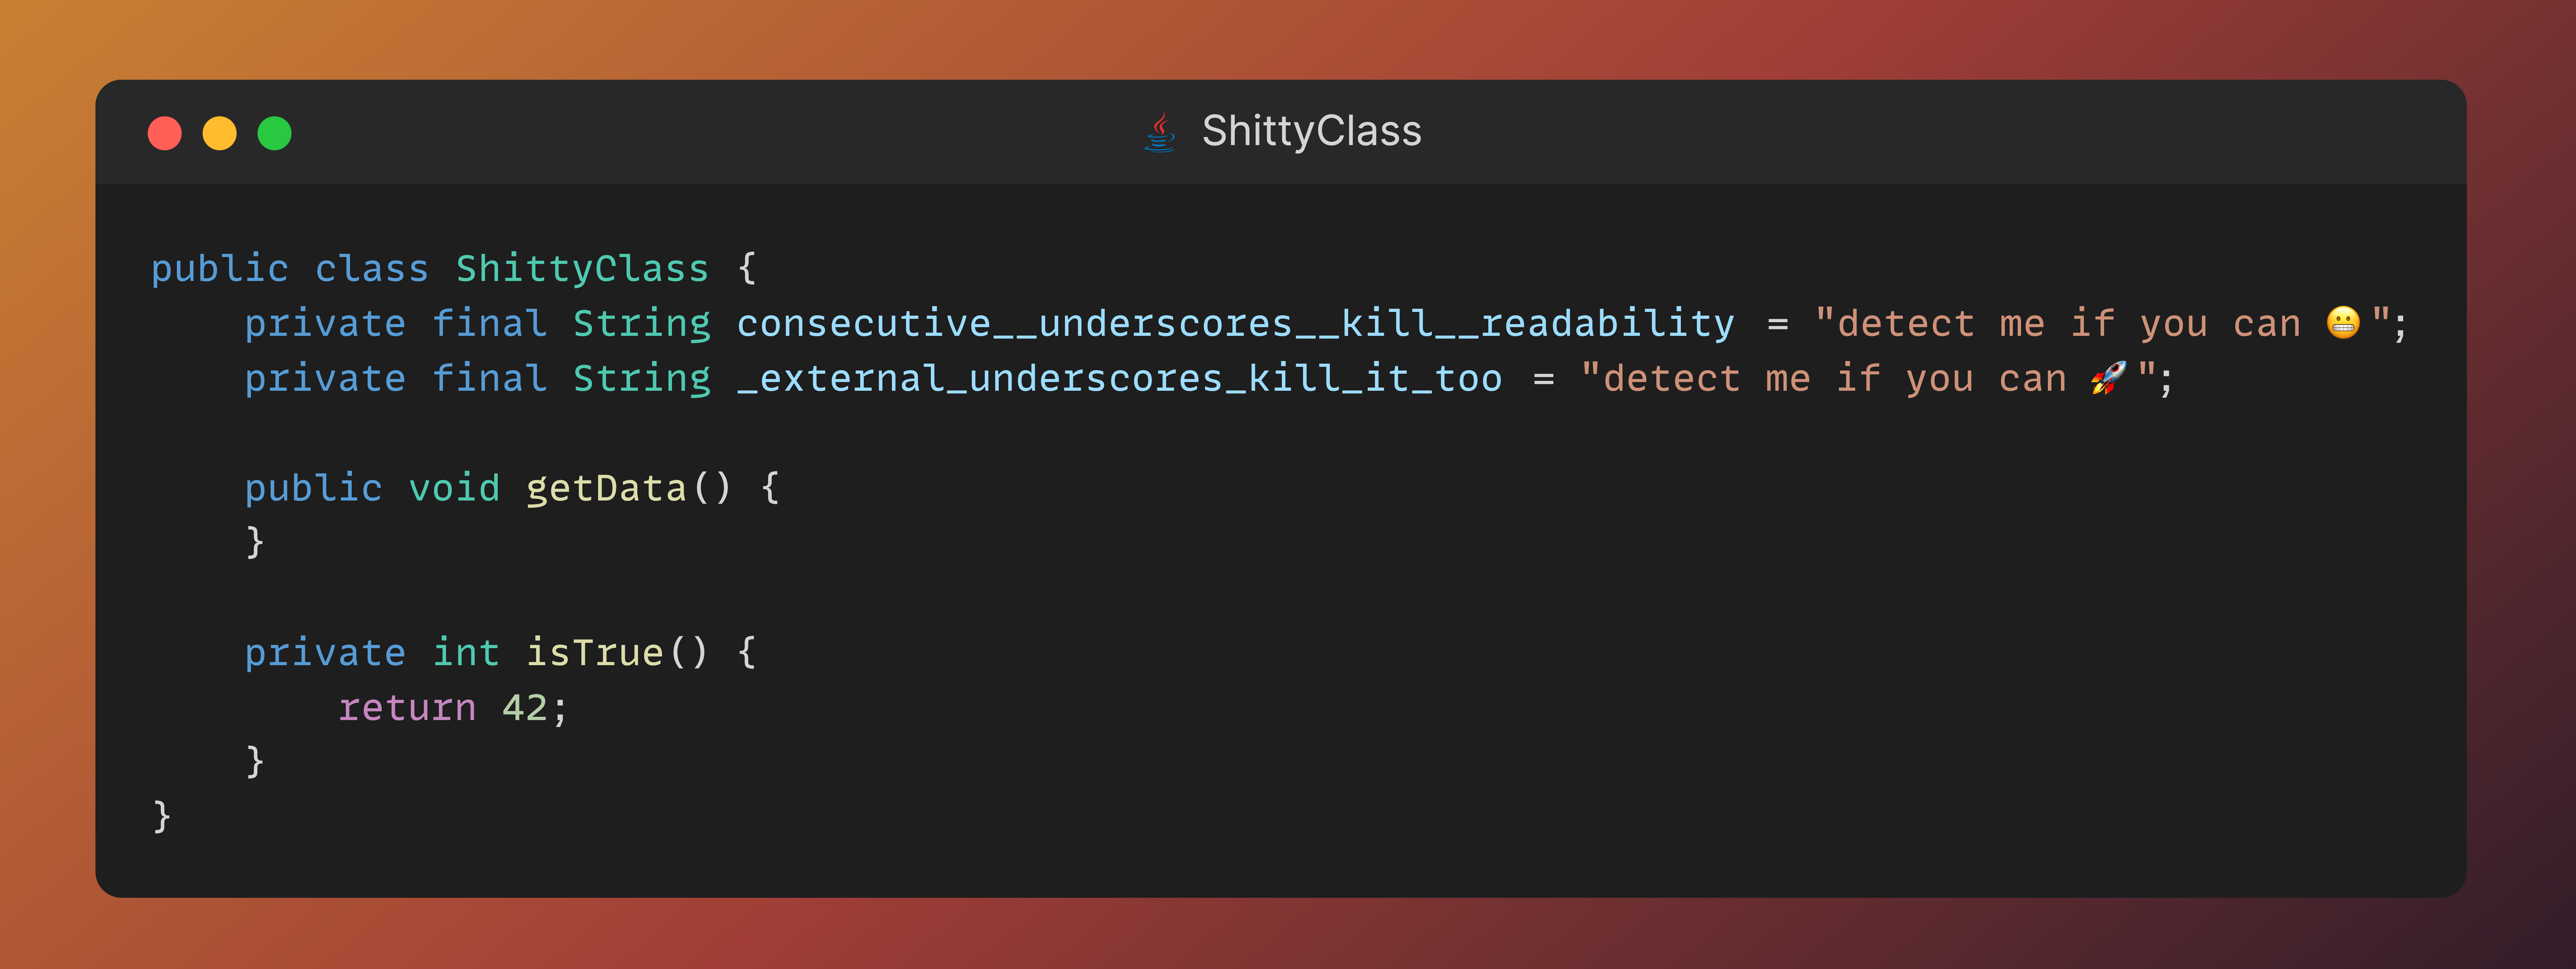 ShittyClass
public class ShittyClass {
    private final String consecutive__underscores__kill__readability = "detect me if you can 😬";
    private final String _external_underscores_kill_it_too = "detect me if you can 🚀";
    public void getData() {
    }
    private int isTrue() {
        return 42;
    }
}